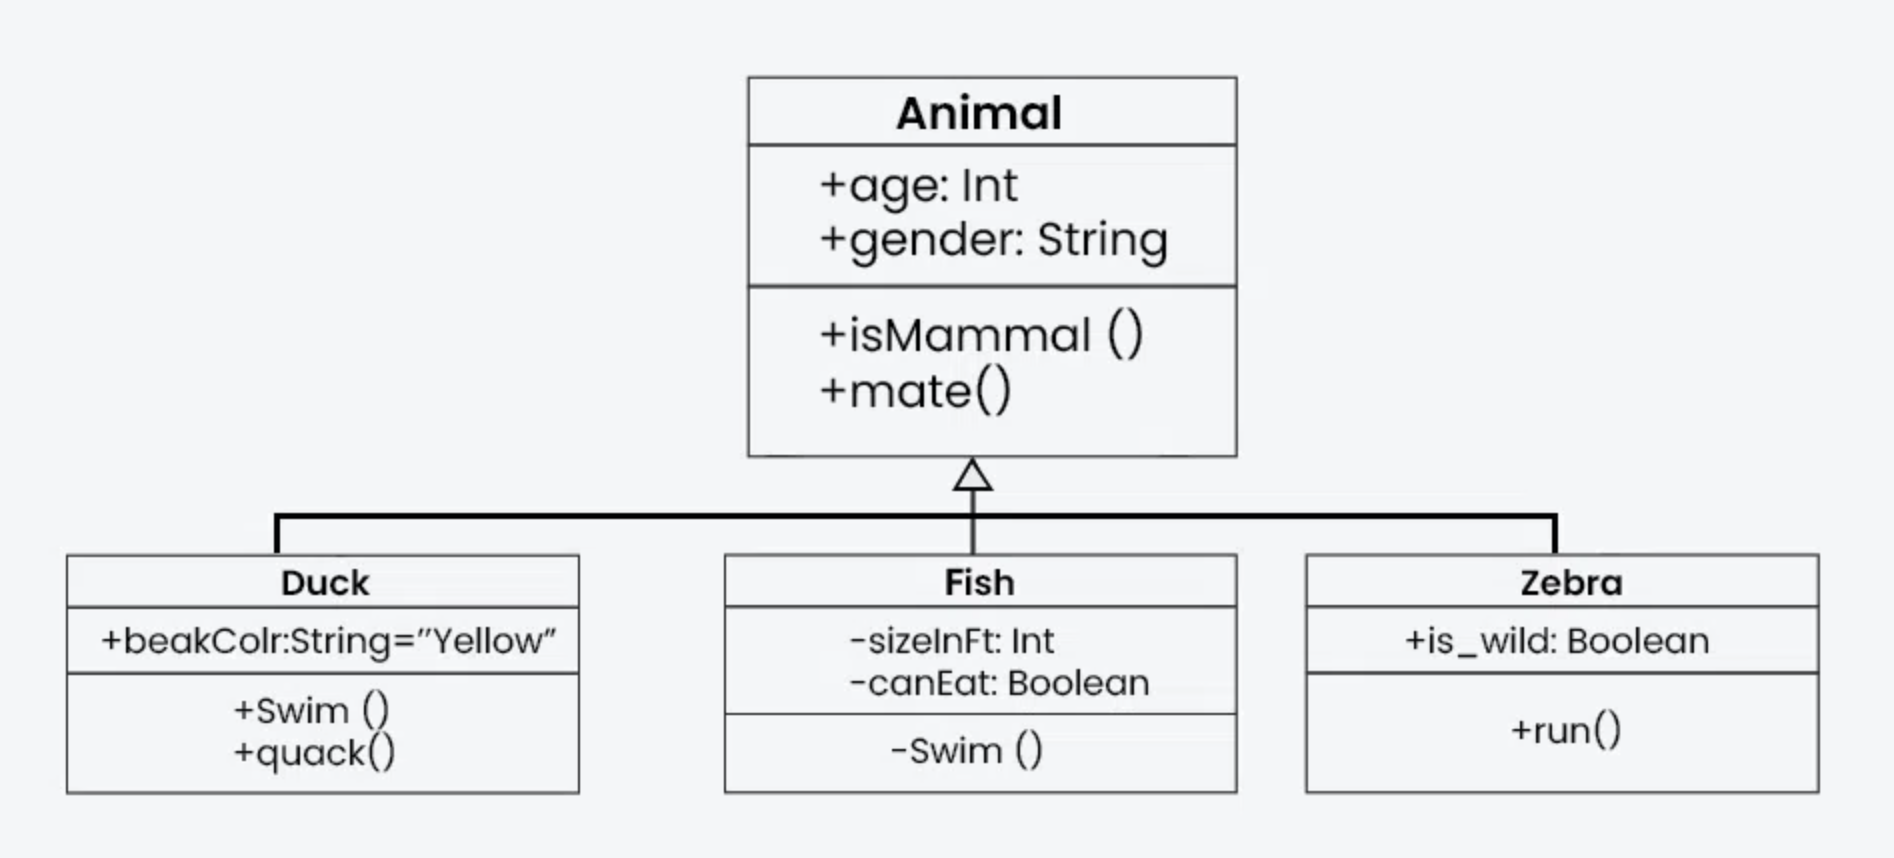 Animal
+age: Int
+gender: String
+isMammal ()
+mate()
Duck
+beakColr:String=”Yellow”
+Swim ()
+quack()
Fish
-sizeInFt: Int
-canEat: Boolean
-Swim ()
Zebra
+is_wild: Boolean
+run()